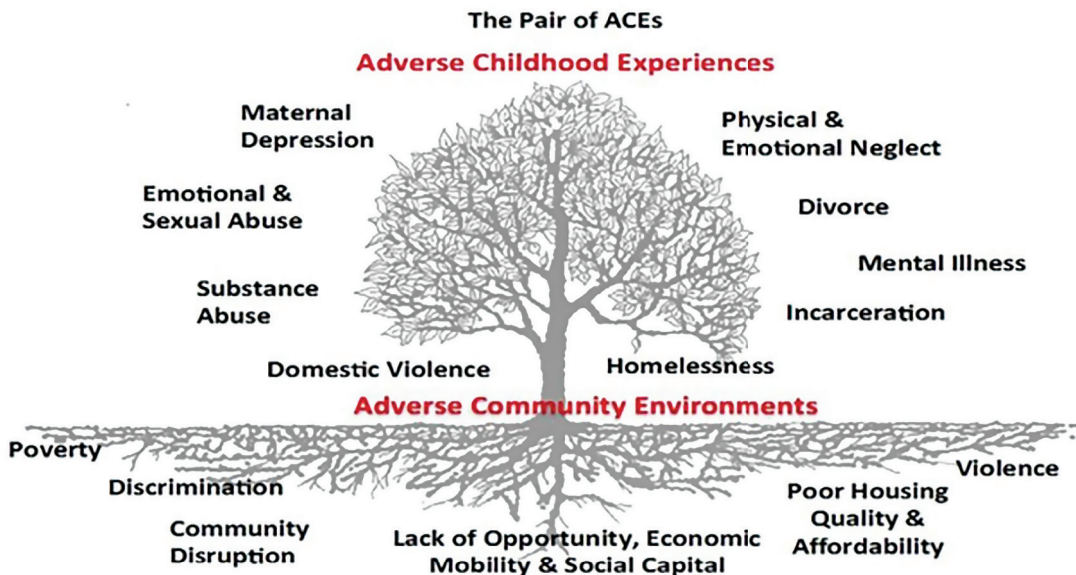 The Pair of ACEs
Adverse Childhood Experiences
Maternal
Depression
Physical &
Emotional Neglect
Emotional &
Sexual Abuse
Divorce
Mental Illness
Substance
Abuse
Incarceration
Domestic Violence
Homelessness
Adverse Community Environments
Poverty
Violence
Discrimination
Poor Housing
Quality &
Affordability
Community
Disruption
Lack of Opportunity, Economic
Mobility & Social Capital